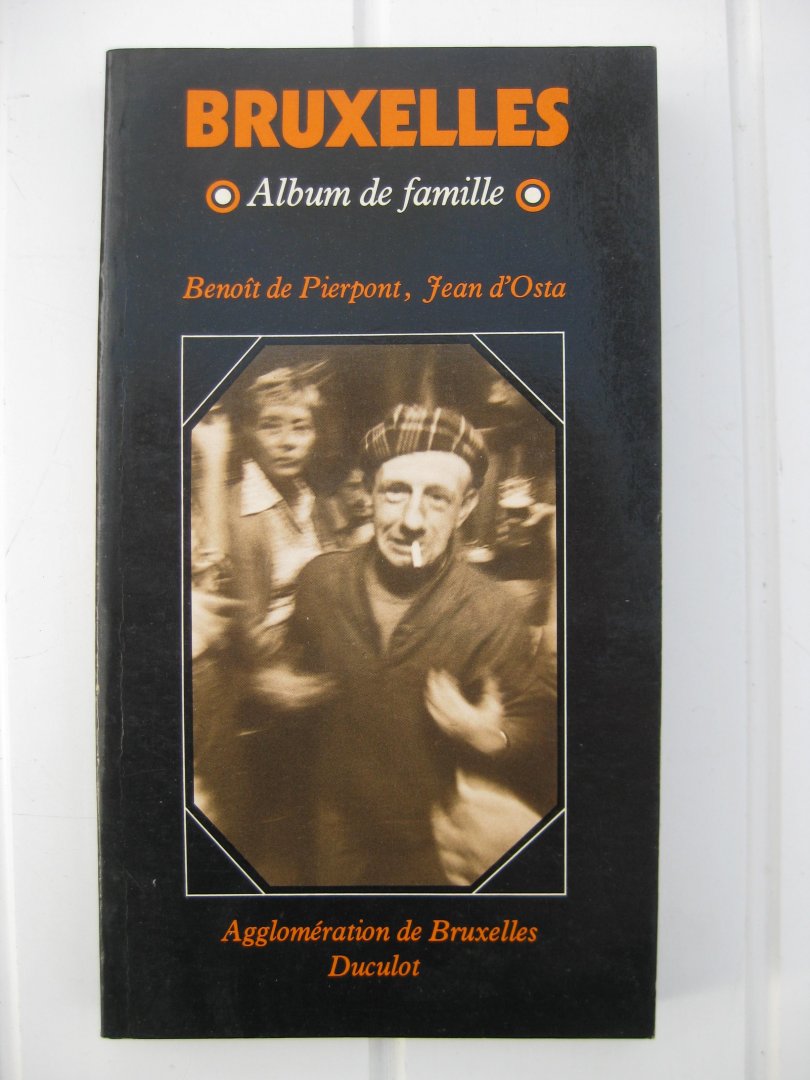 BRUXELLES
Album de famille
Benoît de Pierpont, Jean d'Osta
Agglomération de Bruxelles
Duculot